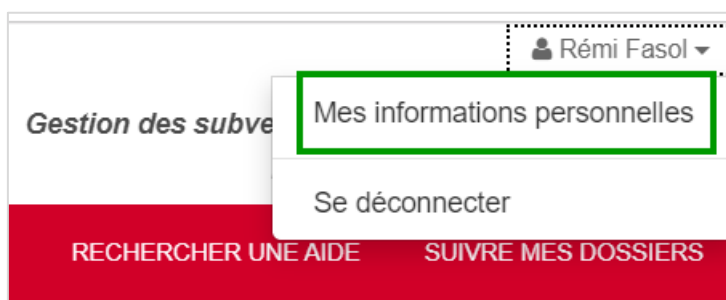 Rémi Fasol
Mes informations personnelles
Gestion des subve
Se déconnecter
RECHERCHER UNE AIDE SUIVRE MES DOSSIERS